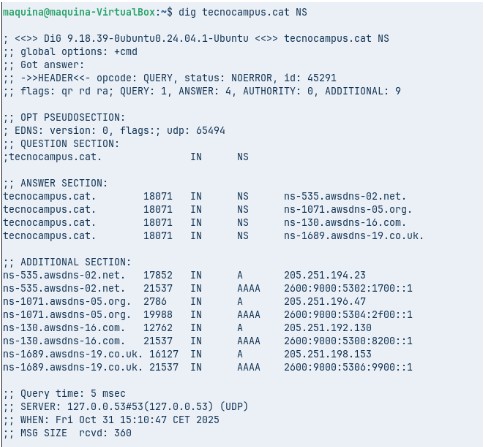 maquina@maquina-VirtualBox:~$ dig tecnocampus.cat NS

; <<>> DiG 9.18.39-0ubuntu0.24.04.1-Ubuntu <<>> tecnocampus.cat NS
;; global options: +cmd
;; Got answer:
;; ->>HEADER<<- opcode: QUERY, status: NOERROR, id: 45291
;; flags: qr rd ra; QUERY: 1, ANSWER: 4, AUTHORITY: 0, ADDITIONAL: 9

;; OPT PSEUDOSECTION:
; EDNS: version: 0, flags:; udp: 65494
;; QUESTION SECTION:
;tecnocampus.cat. IN NS

;; ANSWER SECTION:
tecnocampus.cat. 18071 IN NS ns-535.awsdns-02.net.
tecnocampus.cat. 18071 IN NS ns-1071.awsdns-05.org.
tecnocampus.cat. 18071 IN NS ns-130.awsdns-16.com.
tecnocampus.cat. 18071 IN NS ns-1689.awsdns-19.co.uk.

;; ADDITIONAL SECTION:
ns-535.awsdns-02.net. 17852 IN A 205.251.194.23
ns-535.awsdns-02.net. 21537 IN AAAA 2600:9000:5302:1700::1
ns-1071.awsdns-05.org. 2786 IN A 205.251.196.47
ns-1071.awsdns-05.org. 19988 IN AAAA 2600:9000:5304:2f00::1
ns-130.awsdns-16.com. 12762 IN A 205.251.192.130
ns-130.awsdns-16.com. 21537 IN AAAA 2600:9000:5300:8200::1
ns-1689.awsdns-19.co.uk. 16127 IN A 205.251.198.153
ns-1689.awsdns-19.co.uk. 21537 IN AAAA 2600:9000:5306:9900::1

;; Query time: 5 msec
;; SERVER: 127.0.0.53#53(127.0.0.53) (UDP)
;; WHEN: Fri Oct 31 15:10:47 CET 2025
;; MSG SIZE rcvd: 360